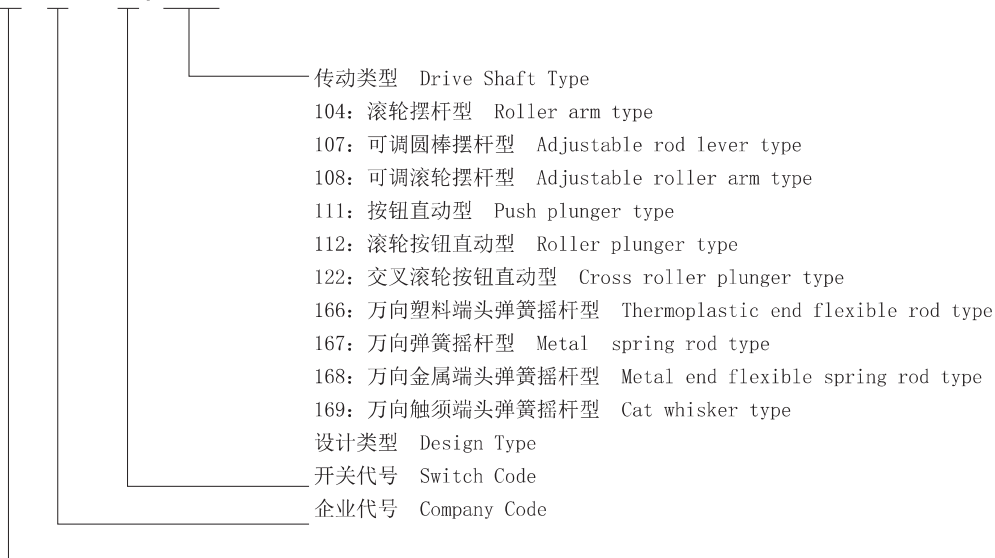 传动类型 Drive Shaft Type
104: 滚轮摆杆型 Roller arm type
107: 可调圆棒摆杆型 Adjustable rod lever type
108: 可调滚轮摆杆型 Adjustable roller arm type
111: 按钮直动型 Push plunger type
112: 滚轮按钮直动型 Roller plunger type
122: 交叉滚轮按钮直动型 Cross roller plunger type
166: 万向塑料端头弹簧摇杆型 Thermoplastic end flexible rod type
167: 万向弹簧摇杆型 Metal spring rod type
168: 万向金属端头弹簧摇杆型 Metal end flexible spring rod type
169: 万向触须端头弹簧摇杆型 Cat whisker type
设计类型 Design Type
开关代号 Switch Code
企业代号 Company Code